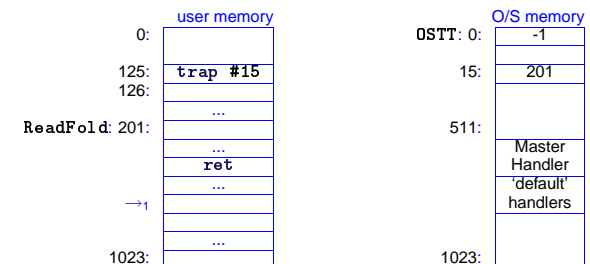 user memory O/S memory
0: OSTT: 0: -1
125: trap #15 15: 201
126:
...
ReadFold: 201: 511:
... Master
ret Handler
... 'default'
→1 handlers
...
1023: 1023: